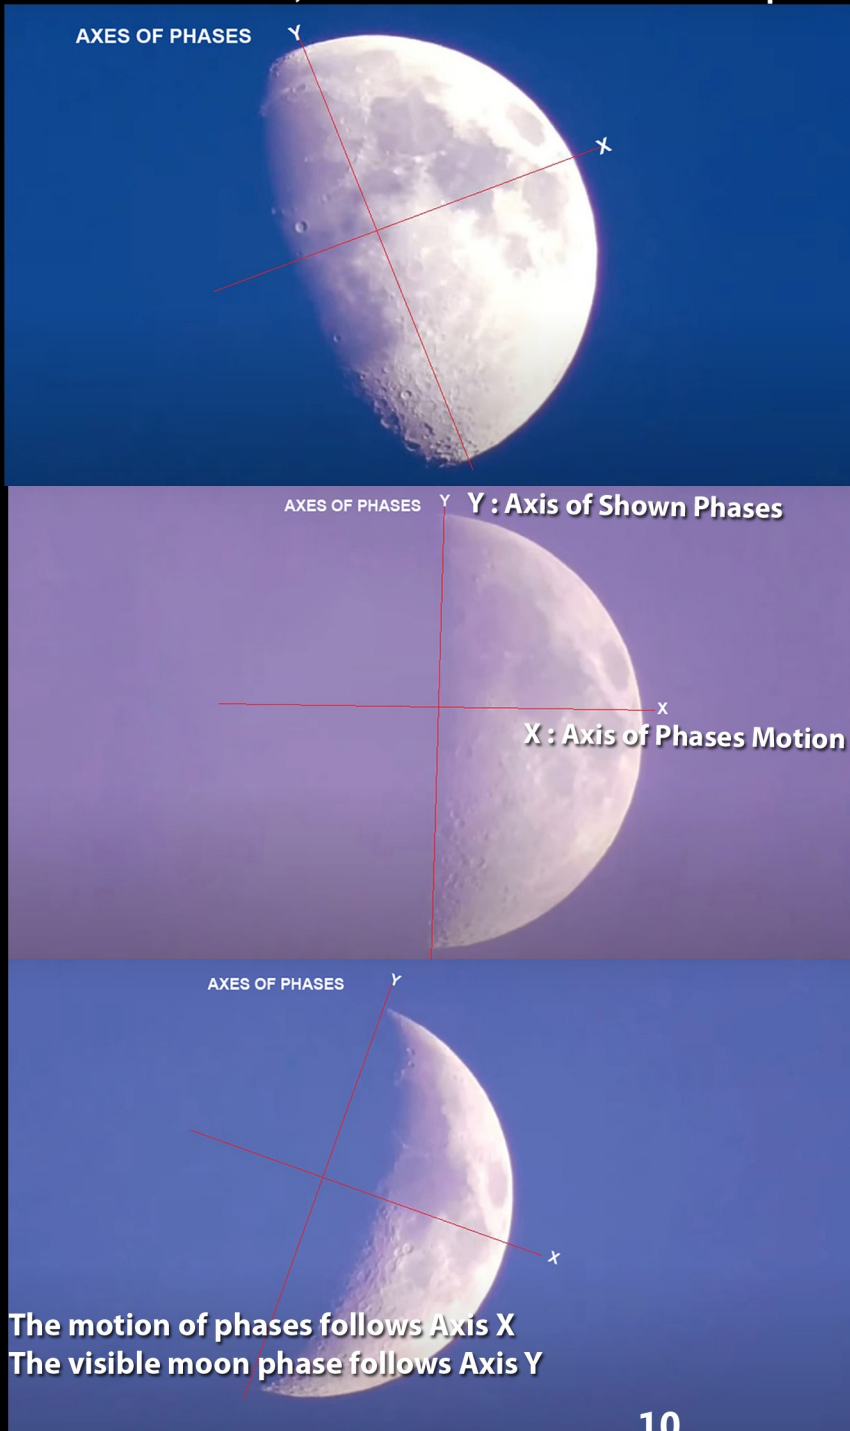 AXES OF PHASES
Y
X
AXES OF PHASES
Y
Y : Axis of Shown Phases
X
X : Axis of Phases Motion
AXES OF PHASES
Y
X
The motion of phases follows Axis X
The visible moon phase follows Axis Y
10